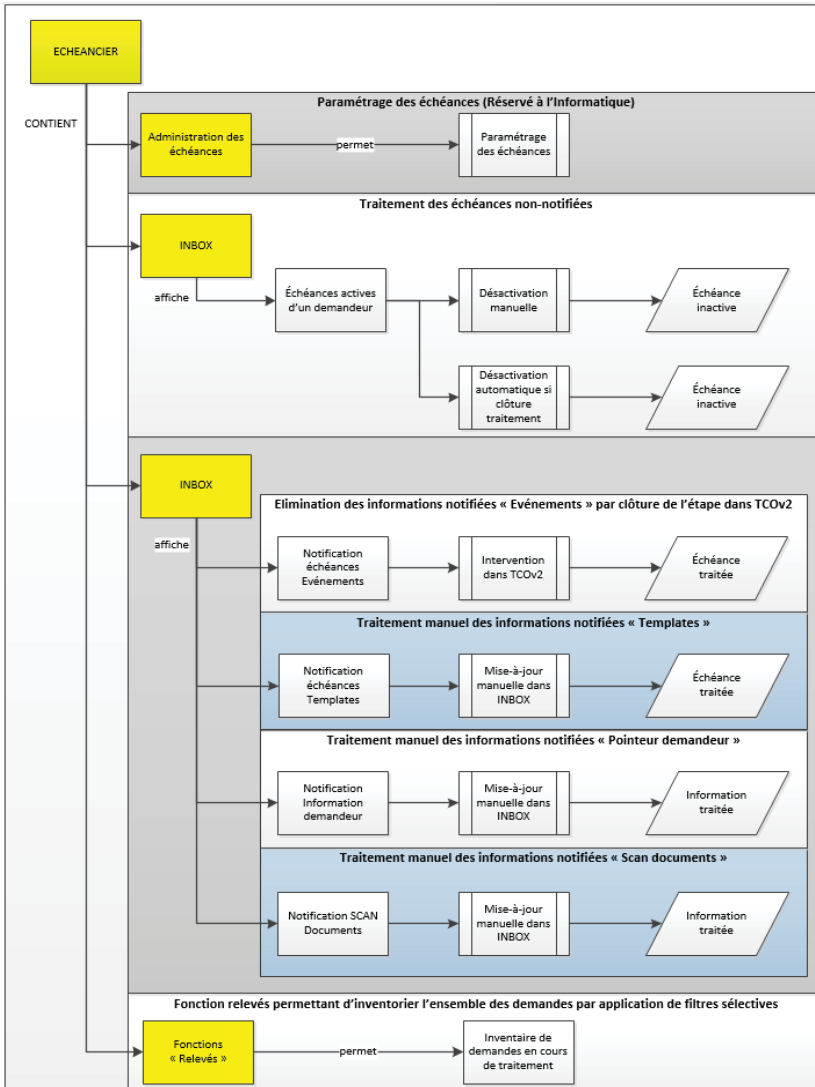 ECHEANCIER
CONTIENT
Paramétrage des échéances (Réservé à l'Informatique)
Administration des
échéances
permet
Paramétrage
des échéances
Traitement des échéances non-notifiées
INBOX
affiche
Échéances actives
d'un demandeur
Désactivation
manuelle
Échéance
inactive
Désactivation
automatique si
clôture
traitement
Échéance
inactive
INBOX
affiche
Elimination des informations notifiées « Evénements » par clôture de l'étape dans TCOv2
Notification
échéances
Evénements
Intervention
dans TCOv2
Échéance
traitée
Traitement manuel des informations notifiées « Templates »
Notification
échéances
Templates
Mise-à-jour
manuelle dans
INBOX
Échéance
traitée
Traitement manuel des informations notifiées « Pointeur demandeur »
Notification
Information
demandeur
Mise-à-jour
manuelle dans
INBOX
Information
traitée
Traitement manuel des informations notifiées « Scan documents »
Notification SCAN
Documents
Mise-à-jour
manuelle dans
INBOX
Information
traitée
Fonction relevés permettant d'inventorier l'ensemble des demandes par application de filtres sélectives
Fonctions
« Relevés »
permet
Inventaire de
demandes en cours
de traitement